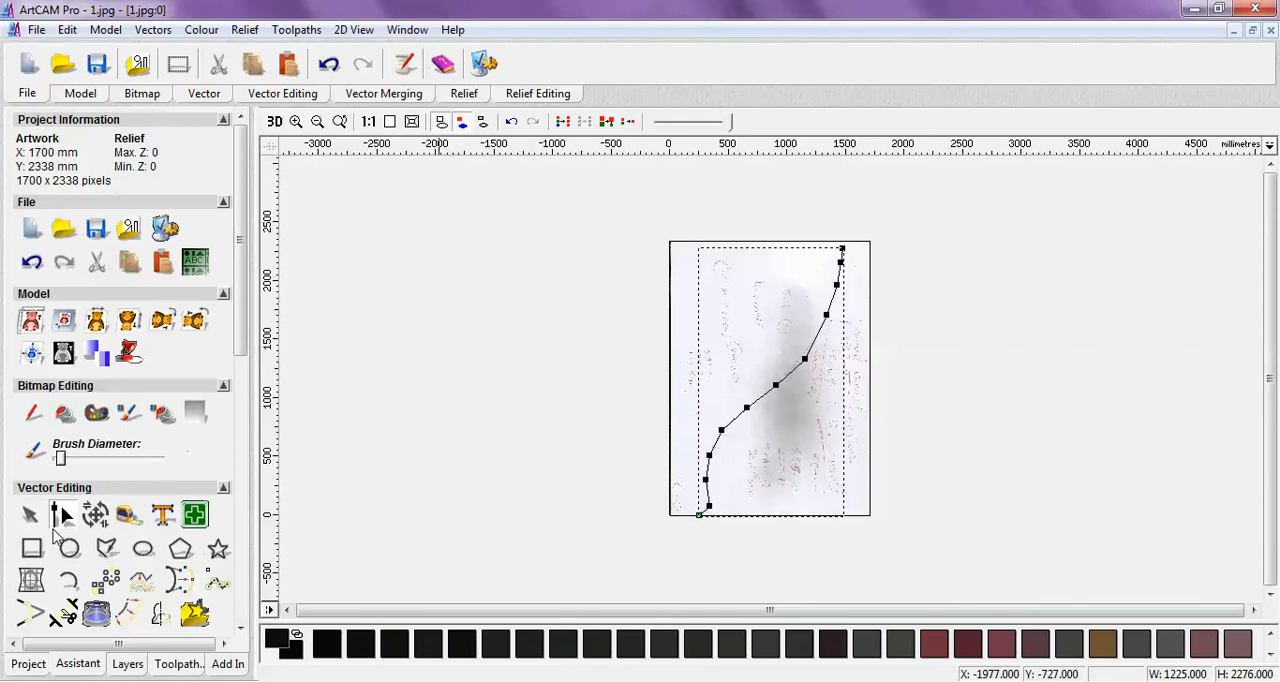 ArtCAM Pro - 1.jpg - [1.jpg:0]
File Edit Model Vectors Colour Relief Toolpaths 2D View Window Help
File Model Bitmap Vector Vector Editing Vector Merging Relief Relief Editing
Project Information
3D 1:1
Artwork Relief
X: 1700 mm Max. Z: 0
Y: 2338 mm Min. Z: 0
1700 x 2338 pixels
-3000 -2500 -2000 -1500 -1000 -500 0 500 1000 1500 2000 2500 3000 3500 4000 4500 millimetres
2500
2000
1500
1000
500
0
-500
File
ABC
Model
Bitmap Editing
Brush Diameter:
Vector Editing
Project Assistant Layers Toolpath... Add In
X: -1977.000 Y: -727.000 W: 1225.000 H: 2276.000